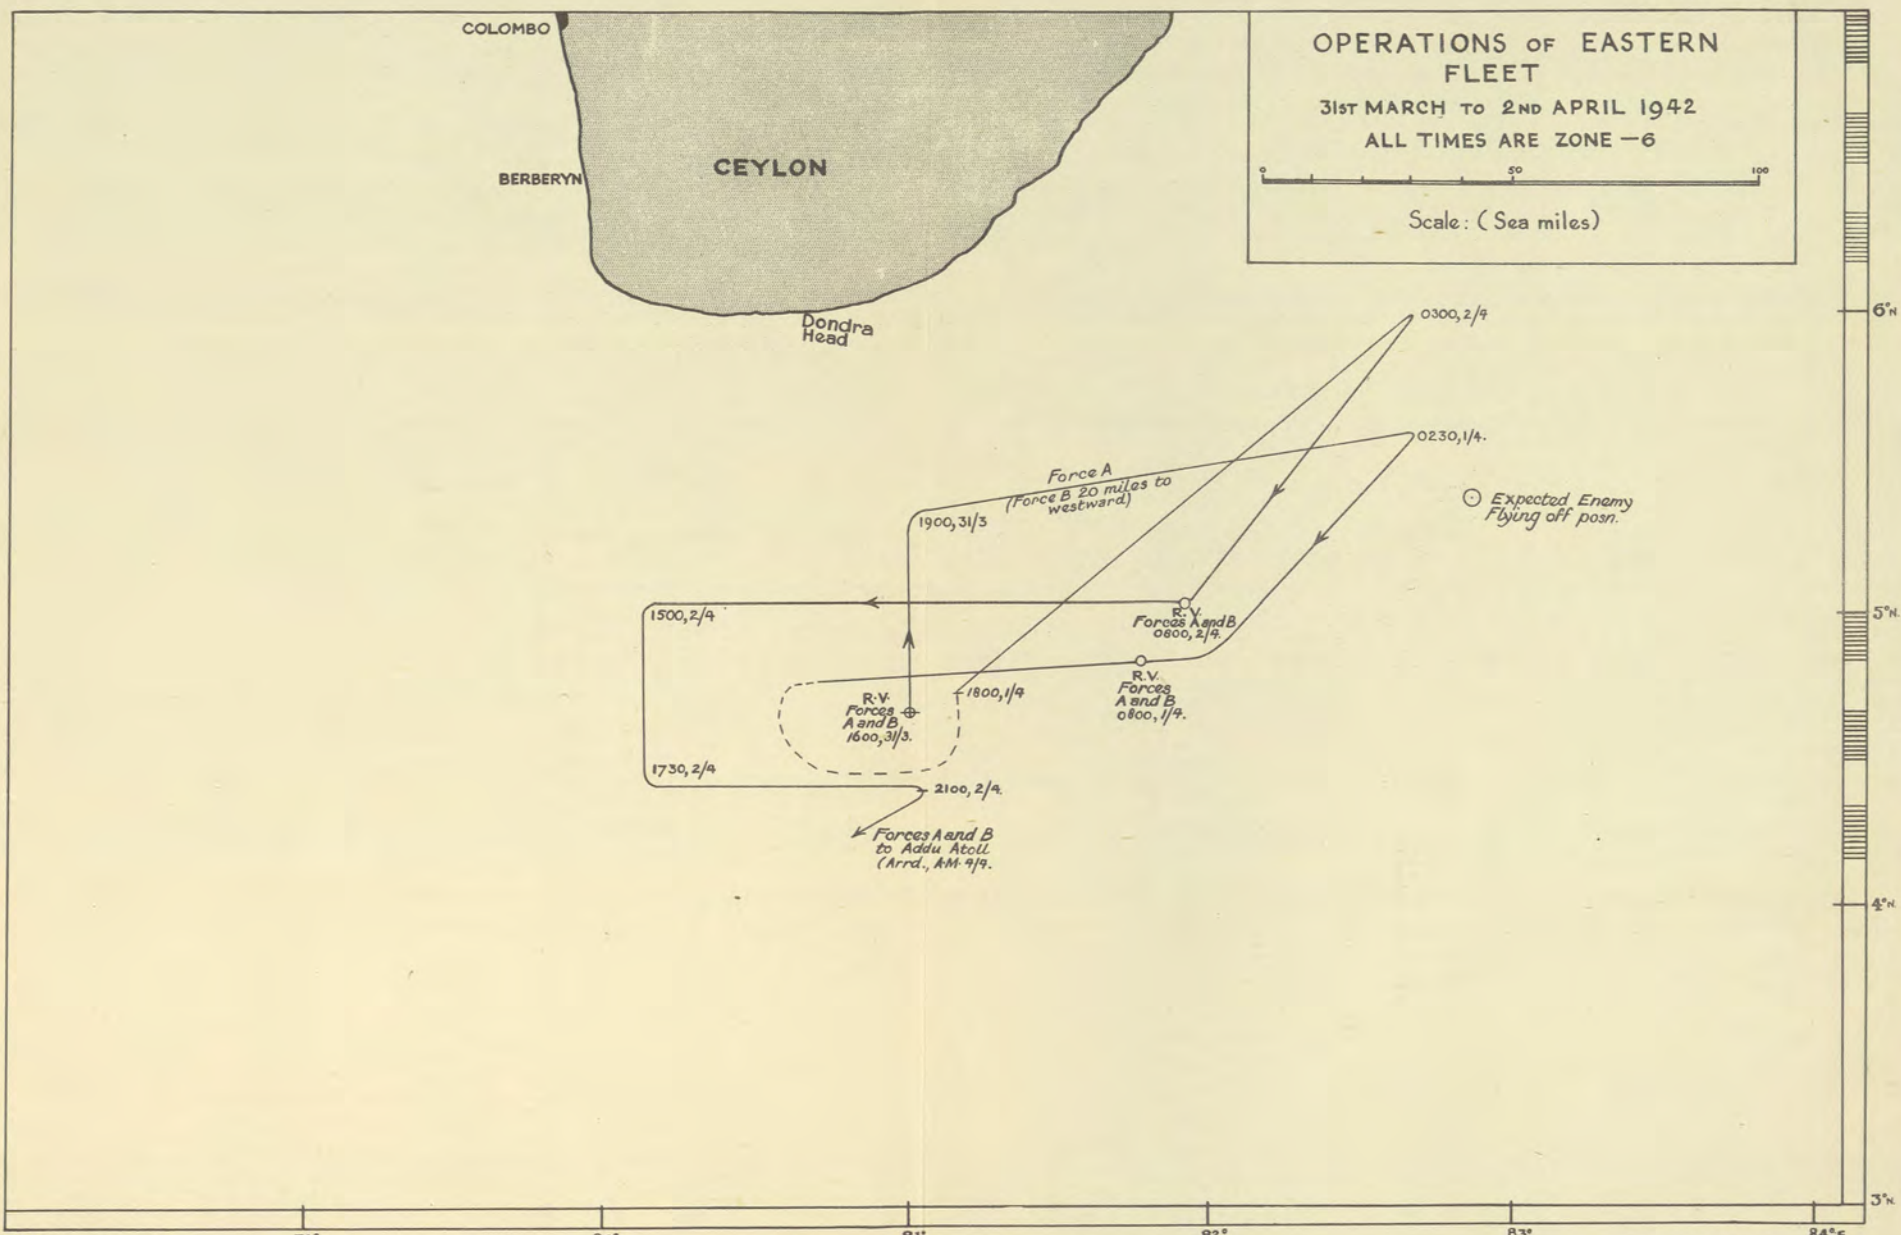 COLOMBO
OPERATIONS OF EASTERN
FLEET
31ST MARCH TO 2ND APRIL 1942
ALL TIMES ARE ZONE -6
0 50 100
Scale: (Sea miles)
CEYLON
BERBERYN
Dondra
Head
6°N.
0300, 2/4
0230, 1/4.
Force A
(Force B 20 miles to
westward)
Expected Enemy
Flying off posn.
1900, 31/3
1500, 2/4
R.V.
Forces A and B
0800, 2/4.
5°N.
R.V.
Forces
A and B
0800, 1/4.
1800, 1/4
R.V.
Forces
A and B
1600, 31/3.
1730, 2/4
2100, 2/4.
Forces A and B
to Addu Atoll
(Arrd., A.M. 4/4.
4°N.
3°N.
81°
82°
83°
84°E